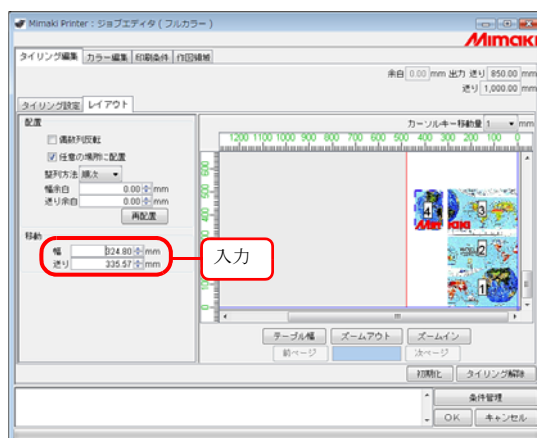 Mimaki Printer : ジョブエディタ ( フルカラー )
Mimaki
タイリング編集 カラー編集 印刷条件 作図領域
余白 0.00 mm 出力 送り 850.00 mm
送り 1,000.00 mm
タイリング設定 レイアウト
配置
カーソルキー移動量 1 mm
偶数列反転
任意の場所に配置
整列方法 順次
幅余白 0.00 mm
送り余白 0.00 mm
再配置
移動
幅 324.80 mm
送り 335.57 mm
入力
1200 1100 1000 900 800 700 600 500 400 300 200 100 0
4 3
2
1
テーブル幅 ズームアウト ズームイン
前ページ 次ページ
初期化 タイリング解除
条件管理
OK キャンセル